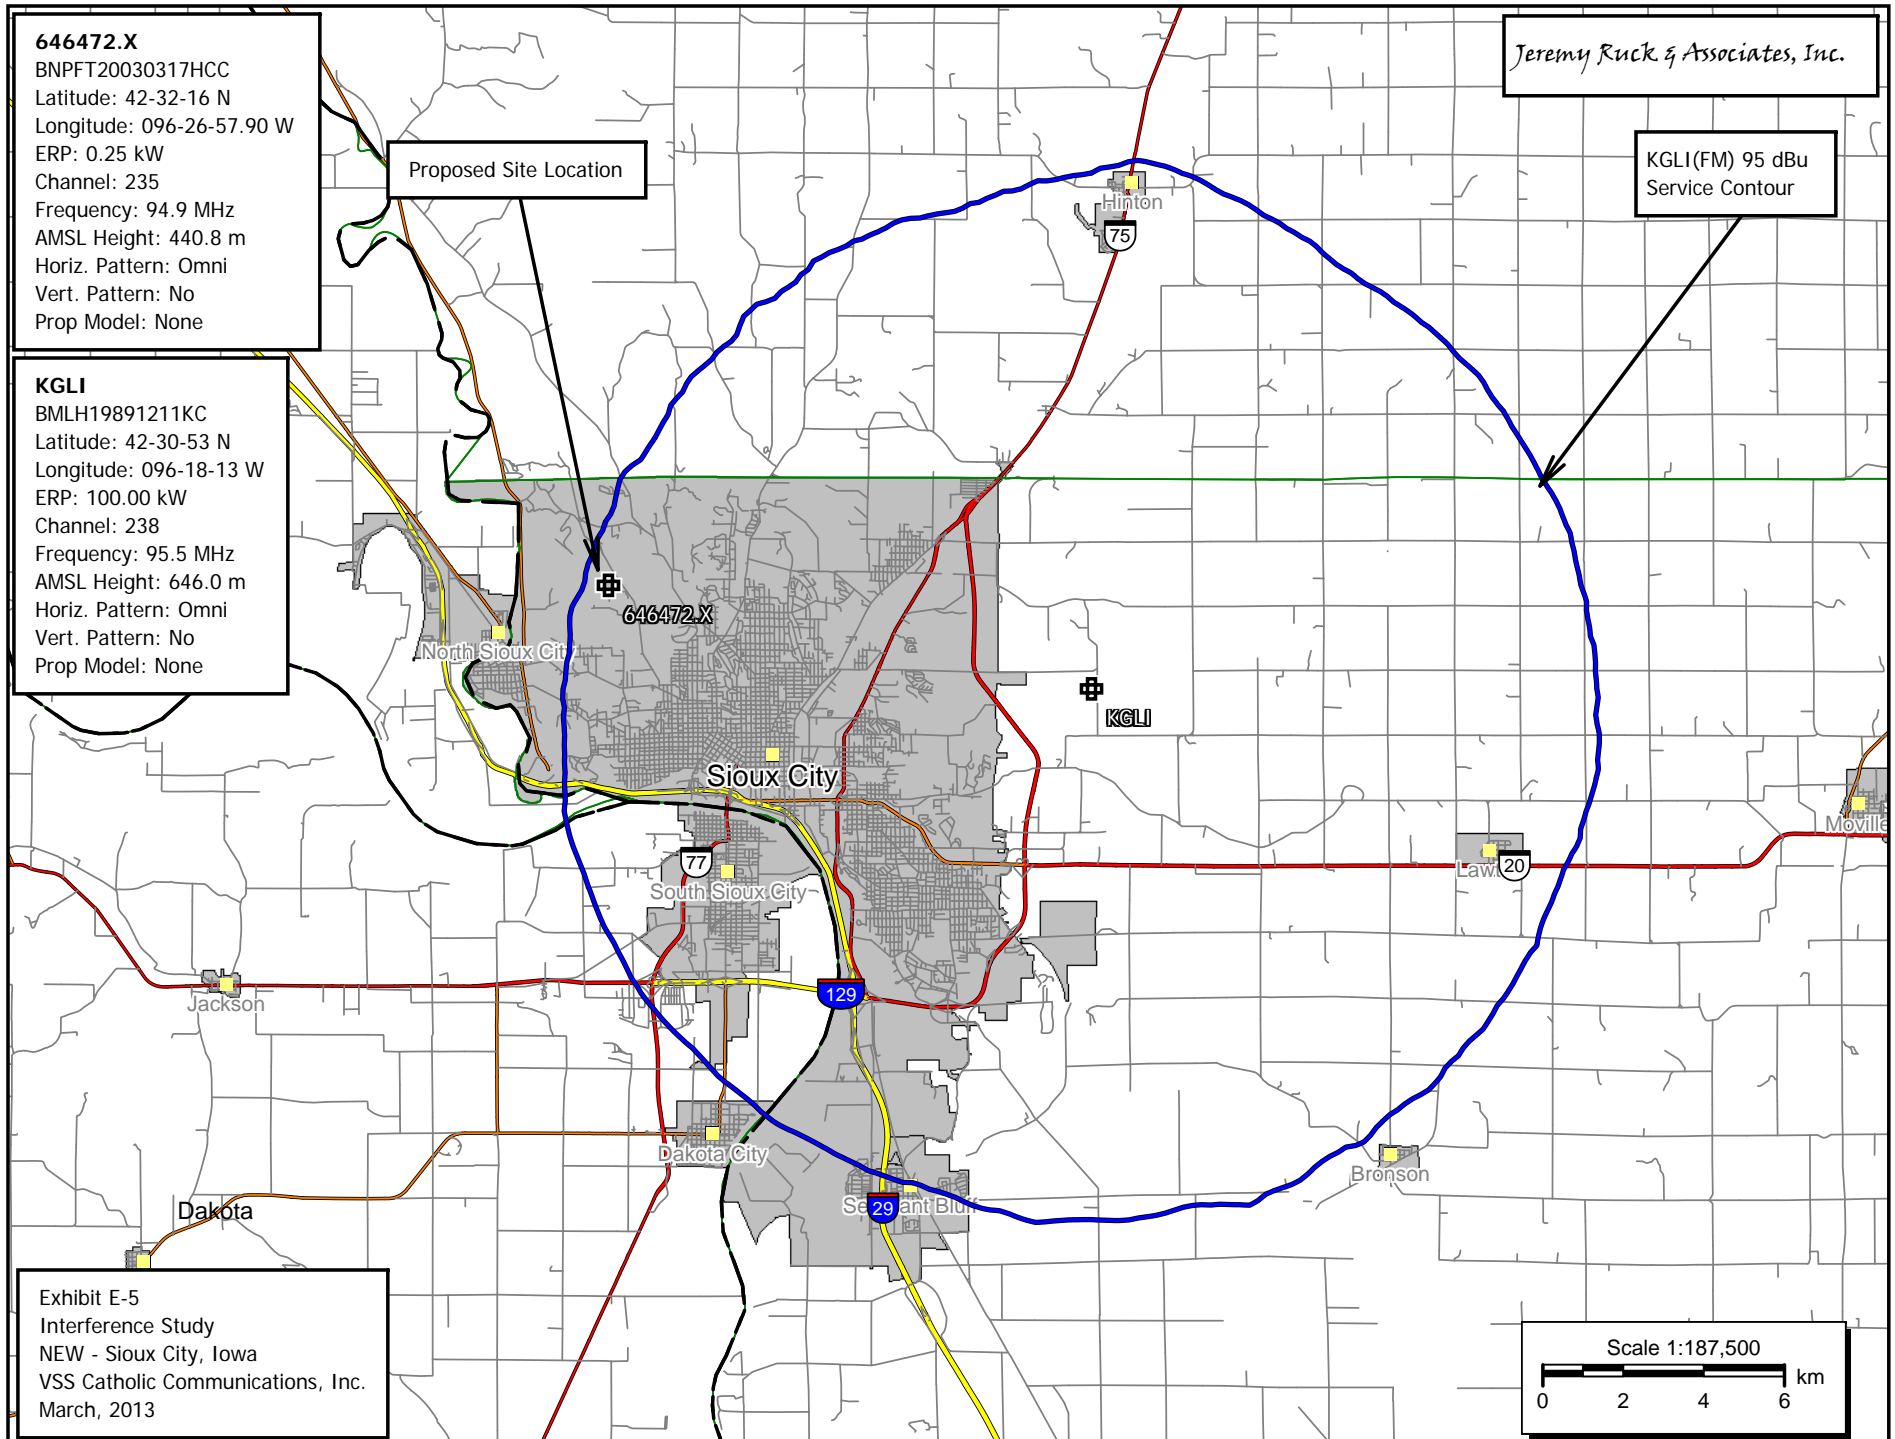 646472.X
BNPFT20030317HCC
Latitude: 42-32-16 N
Longitude: 096-26-57.90 W
ERP: 0.25 kW
Channel: 235
Frequency: 94.9 MHz
AMSL Height: 440.8 m
Horiz. Pattern: Omni
Vert. Pattern: No
Prop Model: None
KGLI
BMLH19891211KC
Latitude: 42-30-53 N
Longitude: 096-18-13 W
ERP: 100.00 kW
Channel: 238
Frequency: 95.5 MHz
AMSL Height: 646.0 m
Horiz. Pattern: Omni
Vert. Pattern: No
Prop Model: None
Jeremy Ruck & Associates, Inc.
Proposed Site Location
KGLI(FM) 95 dBu
Service Contour
Hinton
75
646472.X
North Sioux City
KGLI
Sioux City
Moville
77
20
South Sioux City
Jackson
129
Dakota City
Bronson
29
Dakota
Exhibit E-5
Interference Study
NEW - Sioux City, Iowa
VSS Catholic Communications, Inc.
March, 2013
Scale 1:187,500
km
0 2 4 6